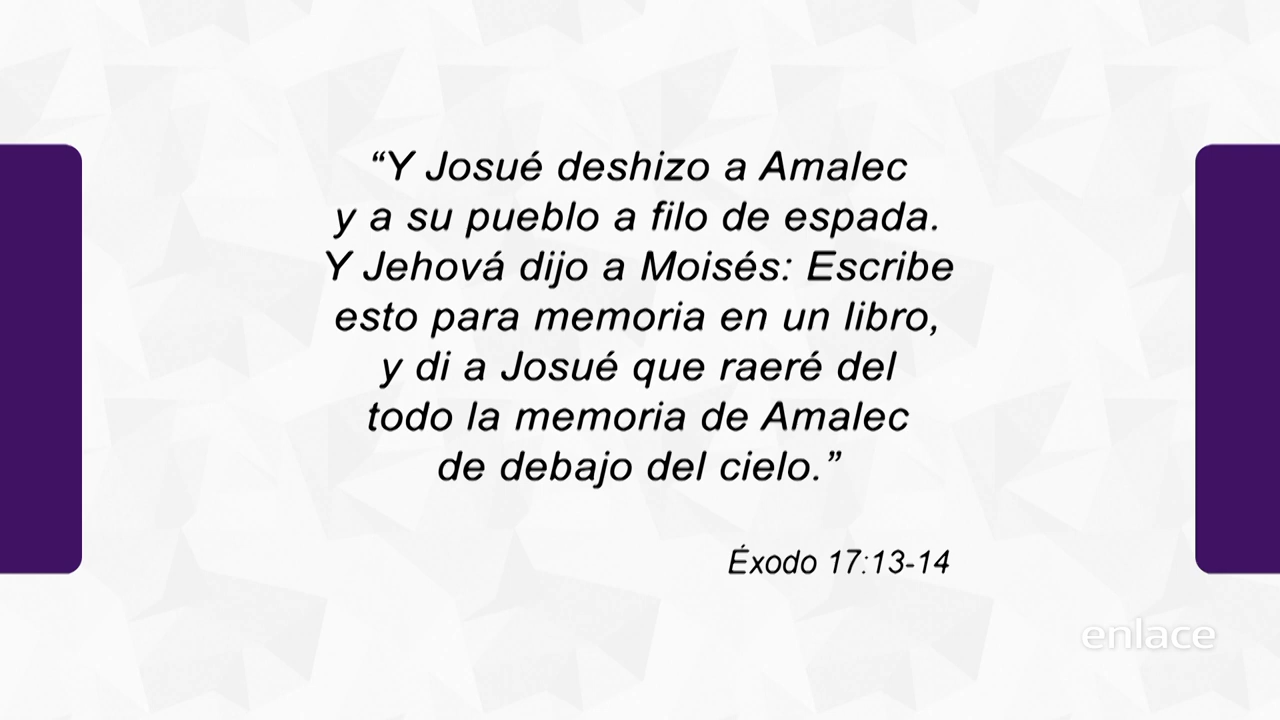 “Y Josué deshizo a Amalec
y a su pueblo a filo de espada.
Y Jehová dijo a Moisés: Escribe
esto para memoria en un libro,
y di a Josué que raeré del
todo la memoria de Amalec
de debajo del cielo.”
Éxodo 17:13-14
enlace